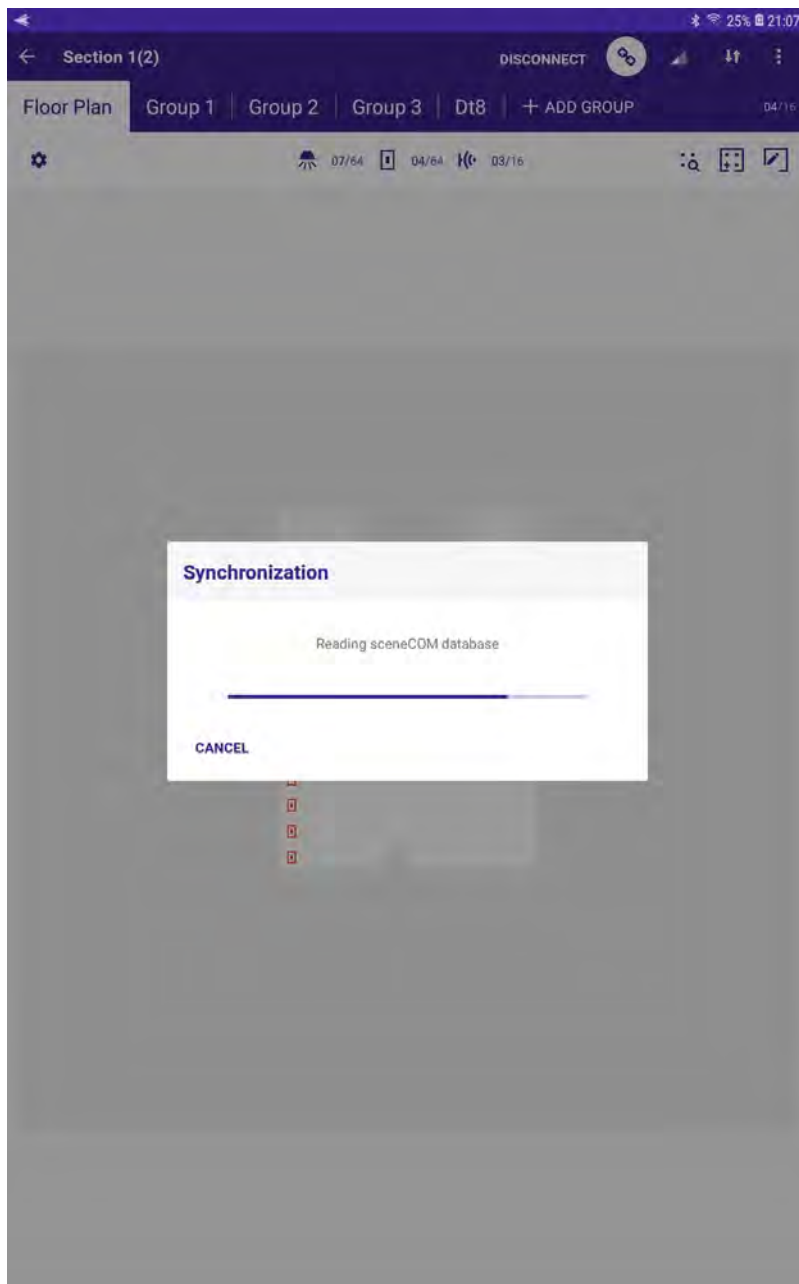 25% 21:07
Section 1(2) DISCONNECT
Floor Plan Group 1 Group 2 Group 3 Dt8 + ADD GROUP 04/16
07/64 04/64 03/16
Synchronization
Reading sceneCOM database
CANCEL